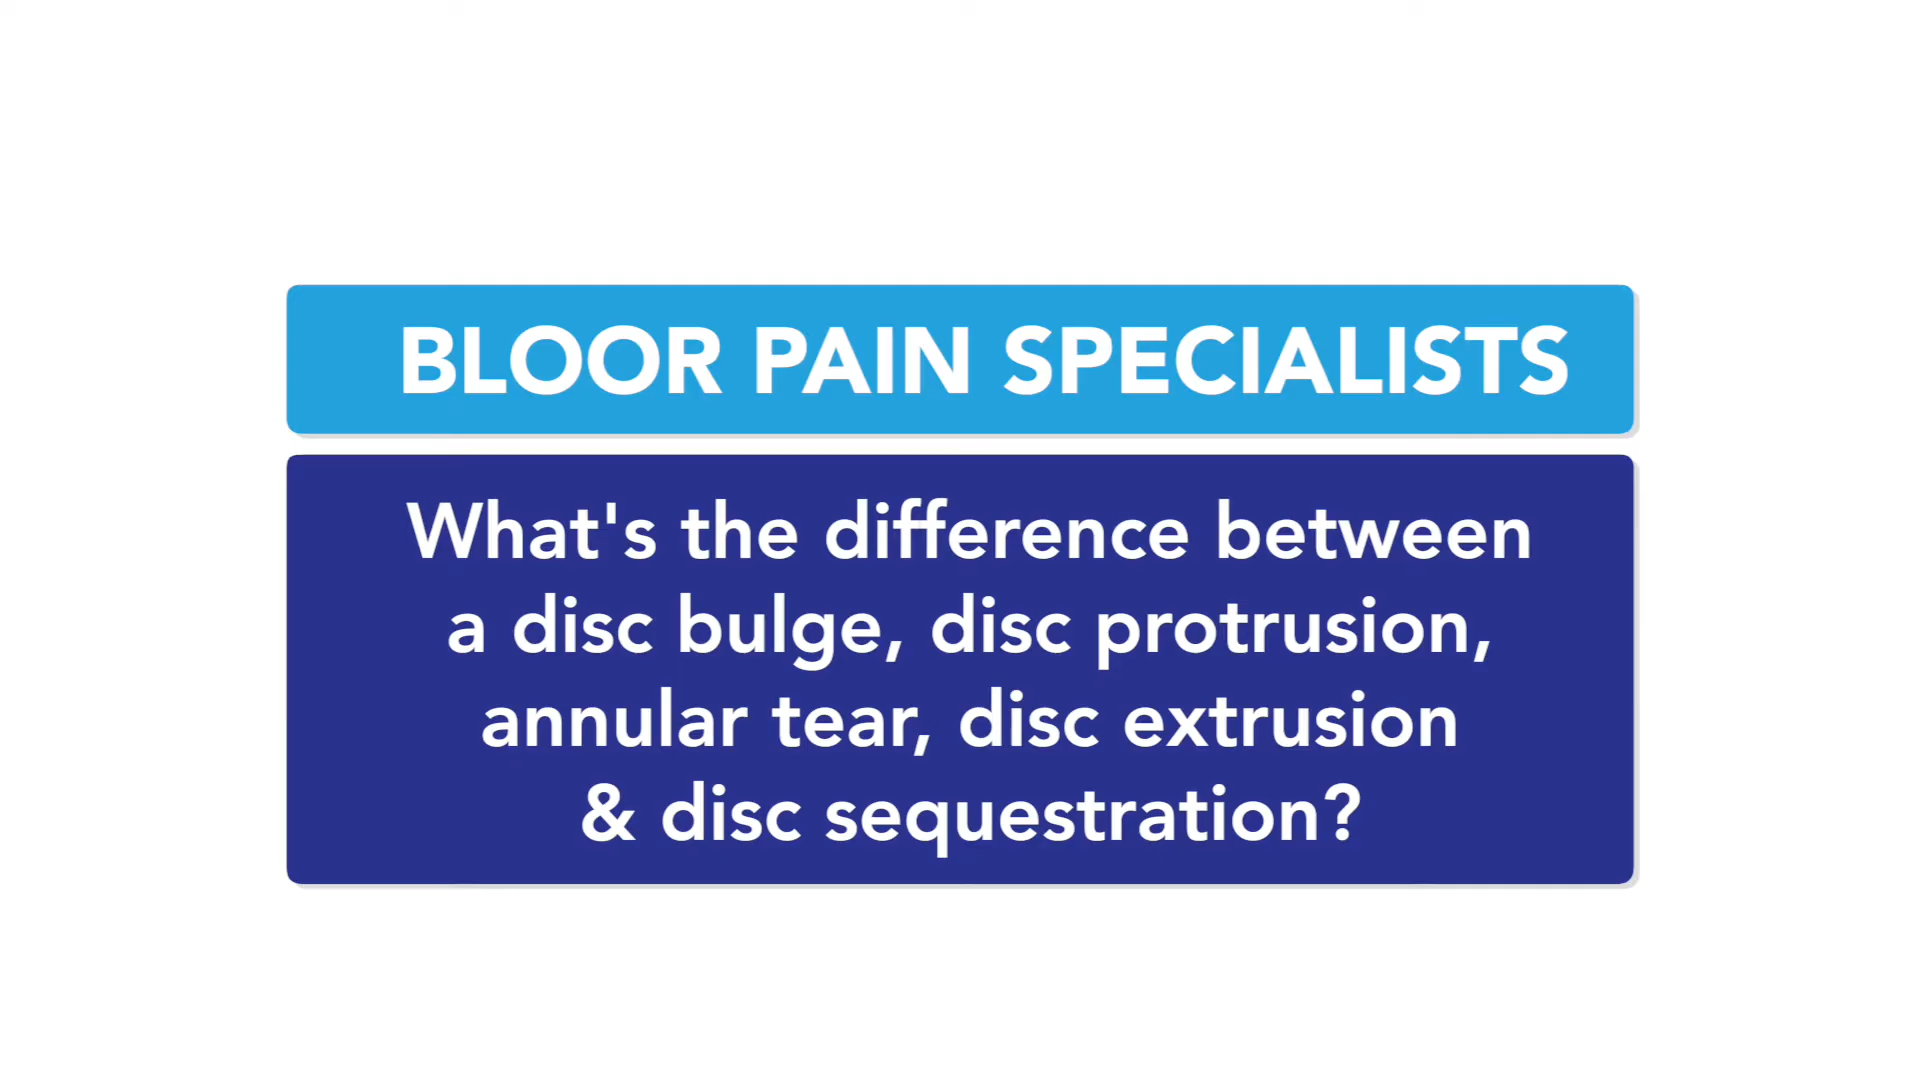 BLOOR PAIN SPECIALISTS
What's the difference between
a disc bulge, disc protrusion,
annular tear, disc extrusion
& disc sequestration?